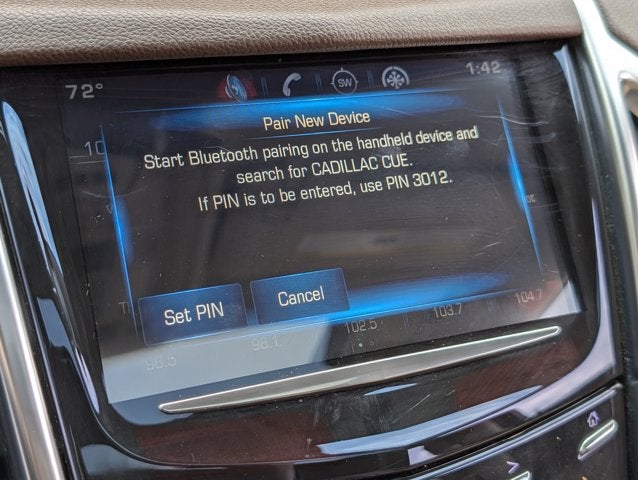 72°
SW
1:42
Pair New Device
Start Bluetooth pairing on the handheld device and
search for CADILLAC CUE.
If PIN is to be entered, use PIN 3012.
Set PIN
Cancel
98.1
102.5
103.7
104.7